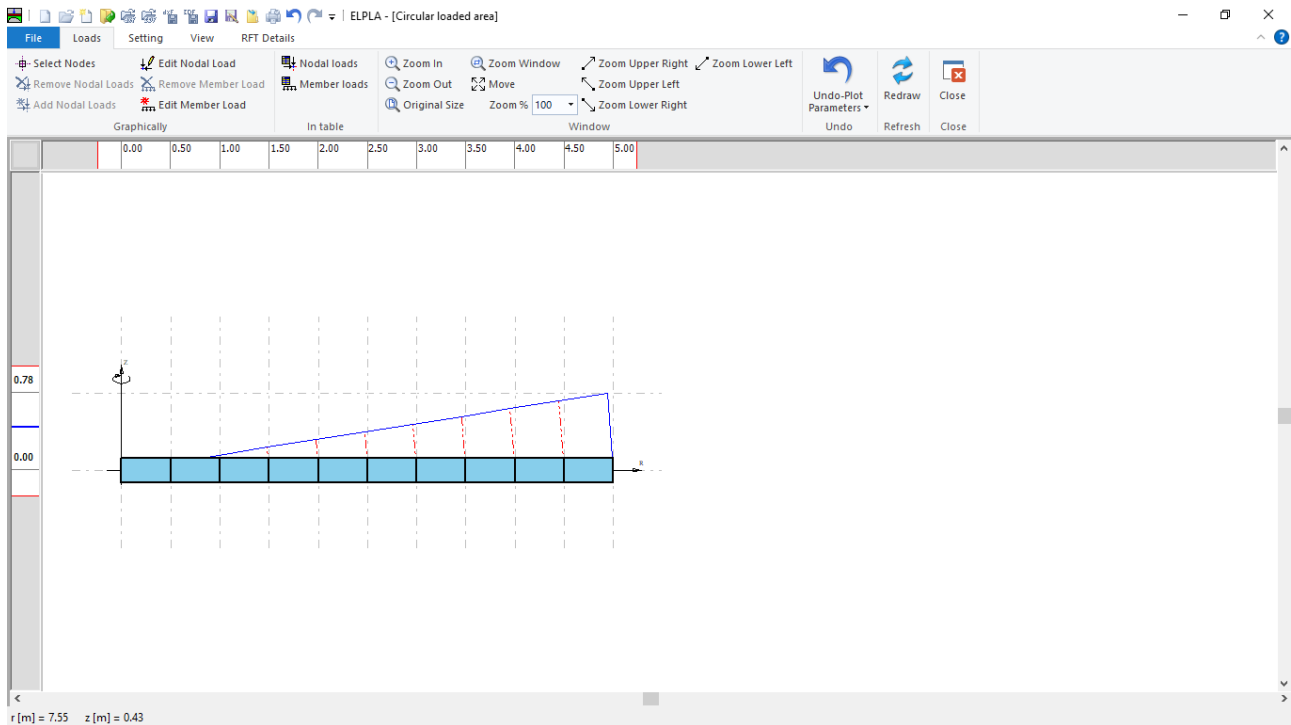 ELPLA - [Circular loaded area]
File Loads Setting View RFT Details
Select Nodes Edit Nodal Load Nodal loads Zoom In Zoom Window Zoom Upper Right Zoom Lower Left
Remove Nodal Loads Remove Member Load Member loads Zoom Out Move Zoom Upper Left
Add Nodal Loads Edit Member Load Original Size Zoom % 100 Zoom Lower Right
Undo-Plot
Parameters
Redraw Close
Graphically In table Window Undo Refresh Close
0.00 0.50 1.00 1.50 2.00 2.50 3.00 3.50 4.00 4.50 5.00
z
0.78
0.00
R
r [m] = 7.55 z [m] = 0.43